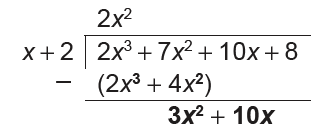 2x²
x + 2 2x³ + 7x² + 10x + 8
− (2x³ + 4x²)
3x² + 10x